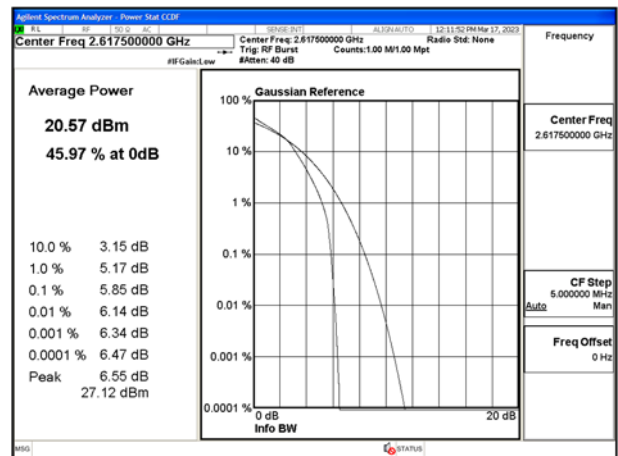 Agilent Spectrum Analyzer - Power Stat CCDF
RL RF 50 Ω AC SENSE:INT ALIGNAUTO 12:11:52 PM Mar 17, 2023
Center Freq 2.617500000 GHz
Center Freq: 2.617500000 GHz Radio Std: None
Trig: RF Burst Counts:1.00 M/1.00 Mpt
#IFGain:Low #Atten: 40 dB
Frequency
Average Power
20.57 dBm
45.97 % at 0dB
10.0 % 3.15 dB
1.0 % 5.17 dB
0.1 % 5.85 dB
0.01 % 6.14 dB
0.001 % 6.34 dB
0.0001 % 6.47 dB
Peak 6.55 dB
27.12 dBm
Gaussian Reference
100 %
10 %
1 %
0.1 %
0.01 %
0.001 %
0.0001 %
0 dB 20 dB
Info BW
Center Freq
2.617500000 GHz
CF Step
5.000000 MHz
Auto Man
Freq Offset
0 Hz
MSG STATUS